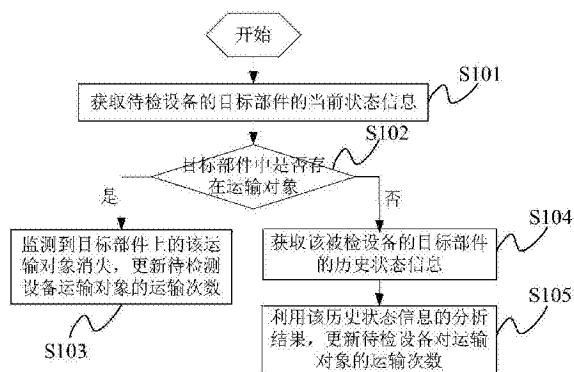 开始
获取待检设备的目标部件的当前状态信息
S101
S102
目标部件中是否存
在运输对象
是
否
监测到目标部件上的该运
输对象消失，更新待检测
设备运输对象的运输次数
S103
获取该被检设备的目标部件
的历史状态信息
S104
利用该历史状态信息的分析
结果，更新待检设备对运输
对象的运输次数
S105